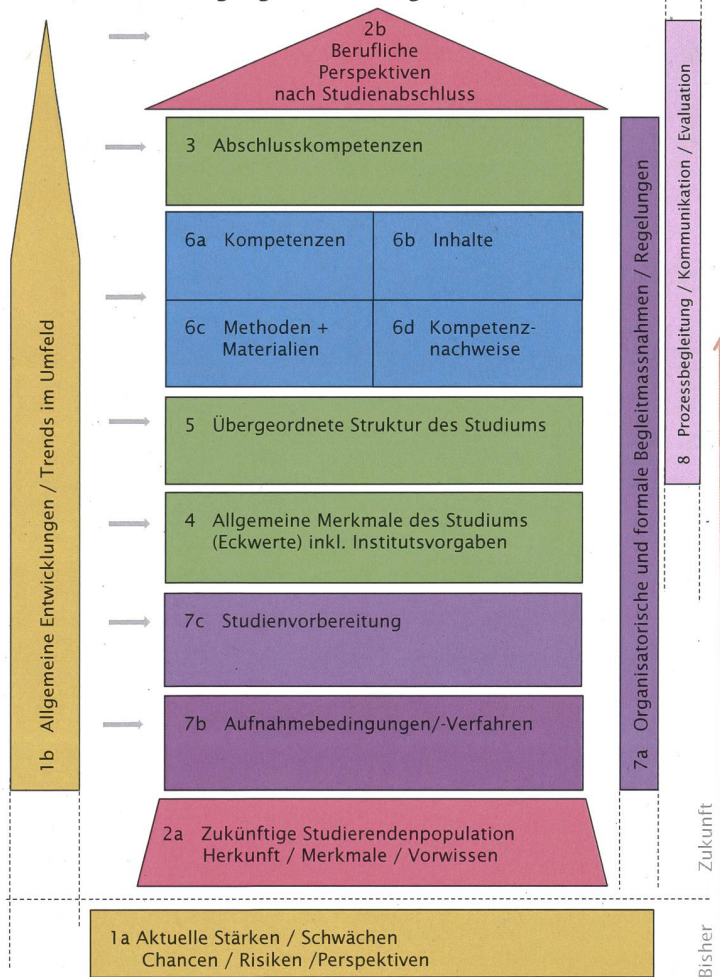 2b
Berufliche
Perspektiven
nach Studienabschluss
3 Abschlusskompetenzen
6a Kompetenzen
6b Inhalte
6c Methoden +
Materialien
6d Kompetenz-
nachweise
5 Übergeordnete Struktur des Studiums
4 Allgemeine Merkmale des Studiums
(Eckwerte) inkl. Institutsvorgaben
7c Studienvorbereitung
7b Aufnahmebedingungen/-Verfahren
2a Zukünftige Studierendenpopulation
Herkunft / Merkmale / Vorwissen
1a Aktuelle Stärken / Schwächen
Chancen / Risiken /Perspektiven
1b Allgemeine Entwicklungen / Trends im Umfeld
7a Organisatorische und formale Begleitmassnahmen / Regelungen
8 Prozessbegleitung / Kommunikation / Evaluation
Zukunft
Bisher